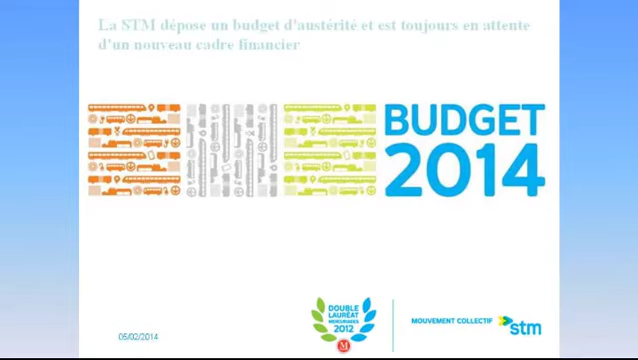 La STM dépose un budget d'austérité et est toujours en attente
d'un nouveau cadre financier
BUDGET
2014
DOUBLE
LAURÉAT
MERCURIADES
2012
M
MOUVEMENT COLLECTIF
stm
05/02/2014